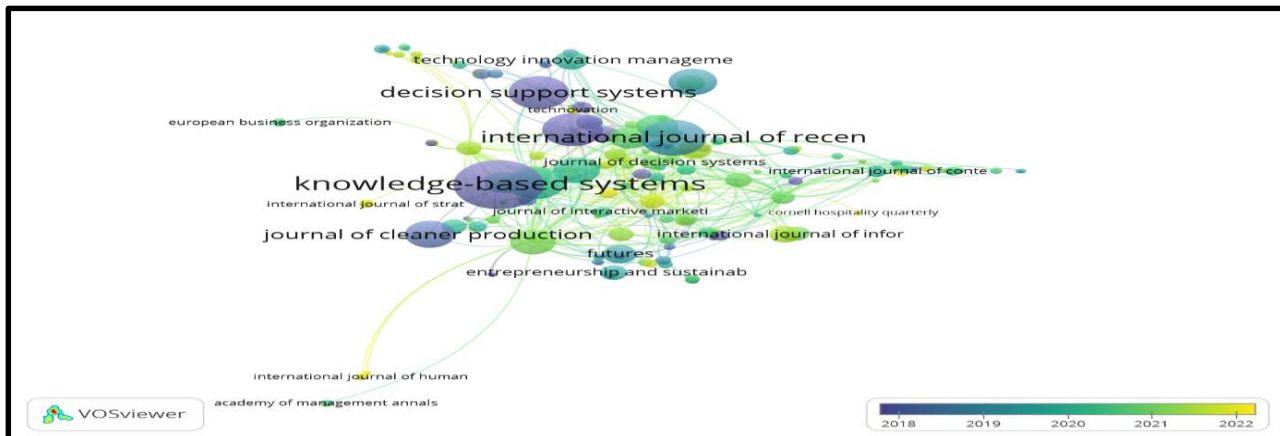 technology innovation manageme
decision support systems
technovation
european business organization
international journal of recen
journal of decision systems
international journal of conte
knowledge-based systems
international journal of strat
journal of interactive marketi
cornell hospitality quarterly
journal of cleaner production
international journal of infor
futures
entrepreneurship and sustainab
international journal of human
academy of management annals
VOSviewer
2018 2019 2020 2021 2022